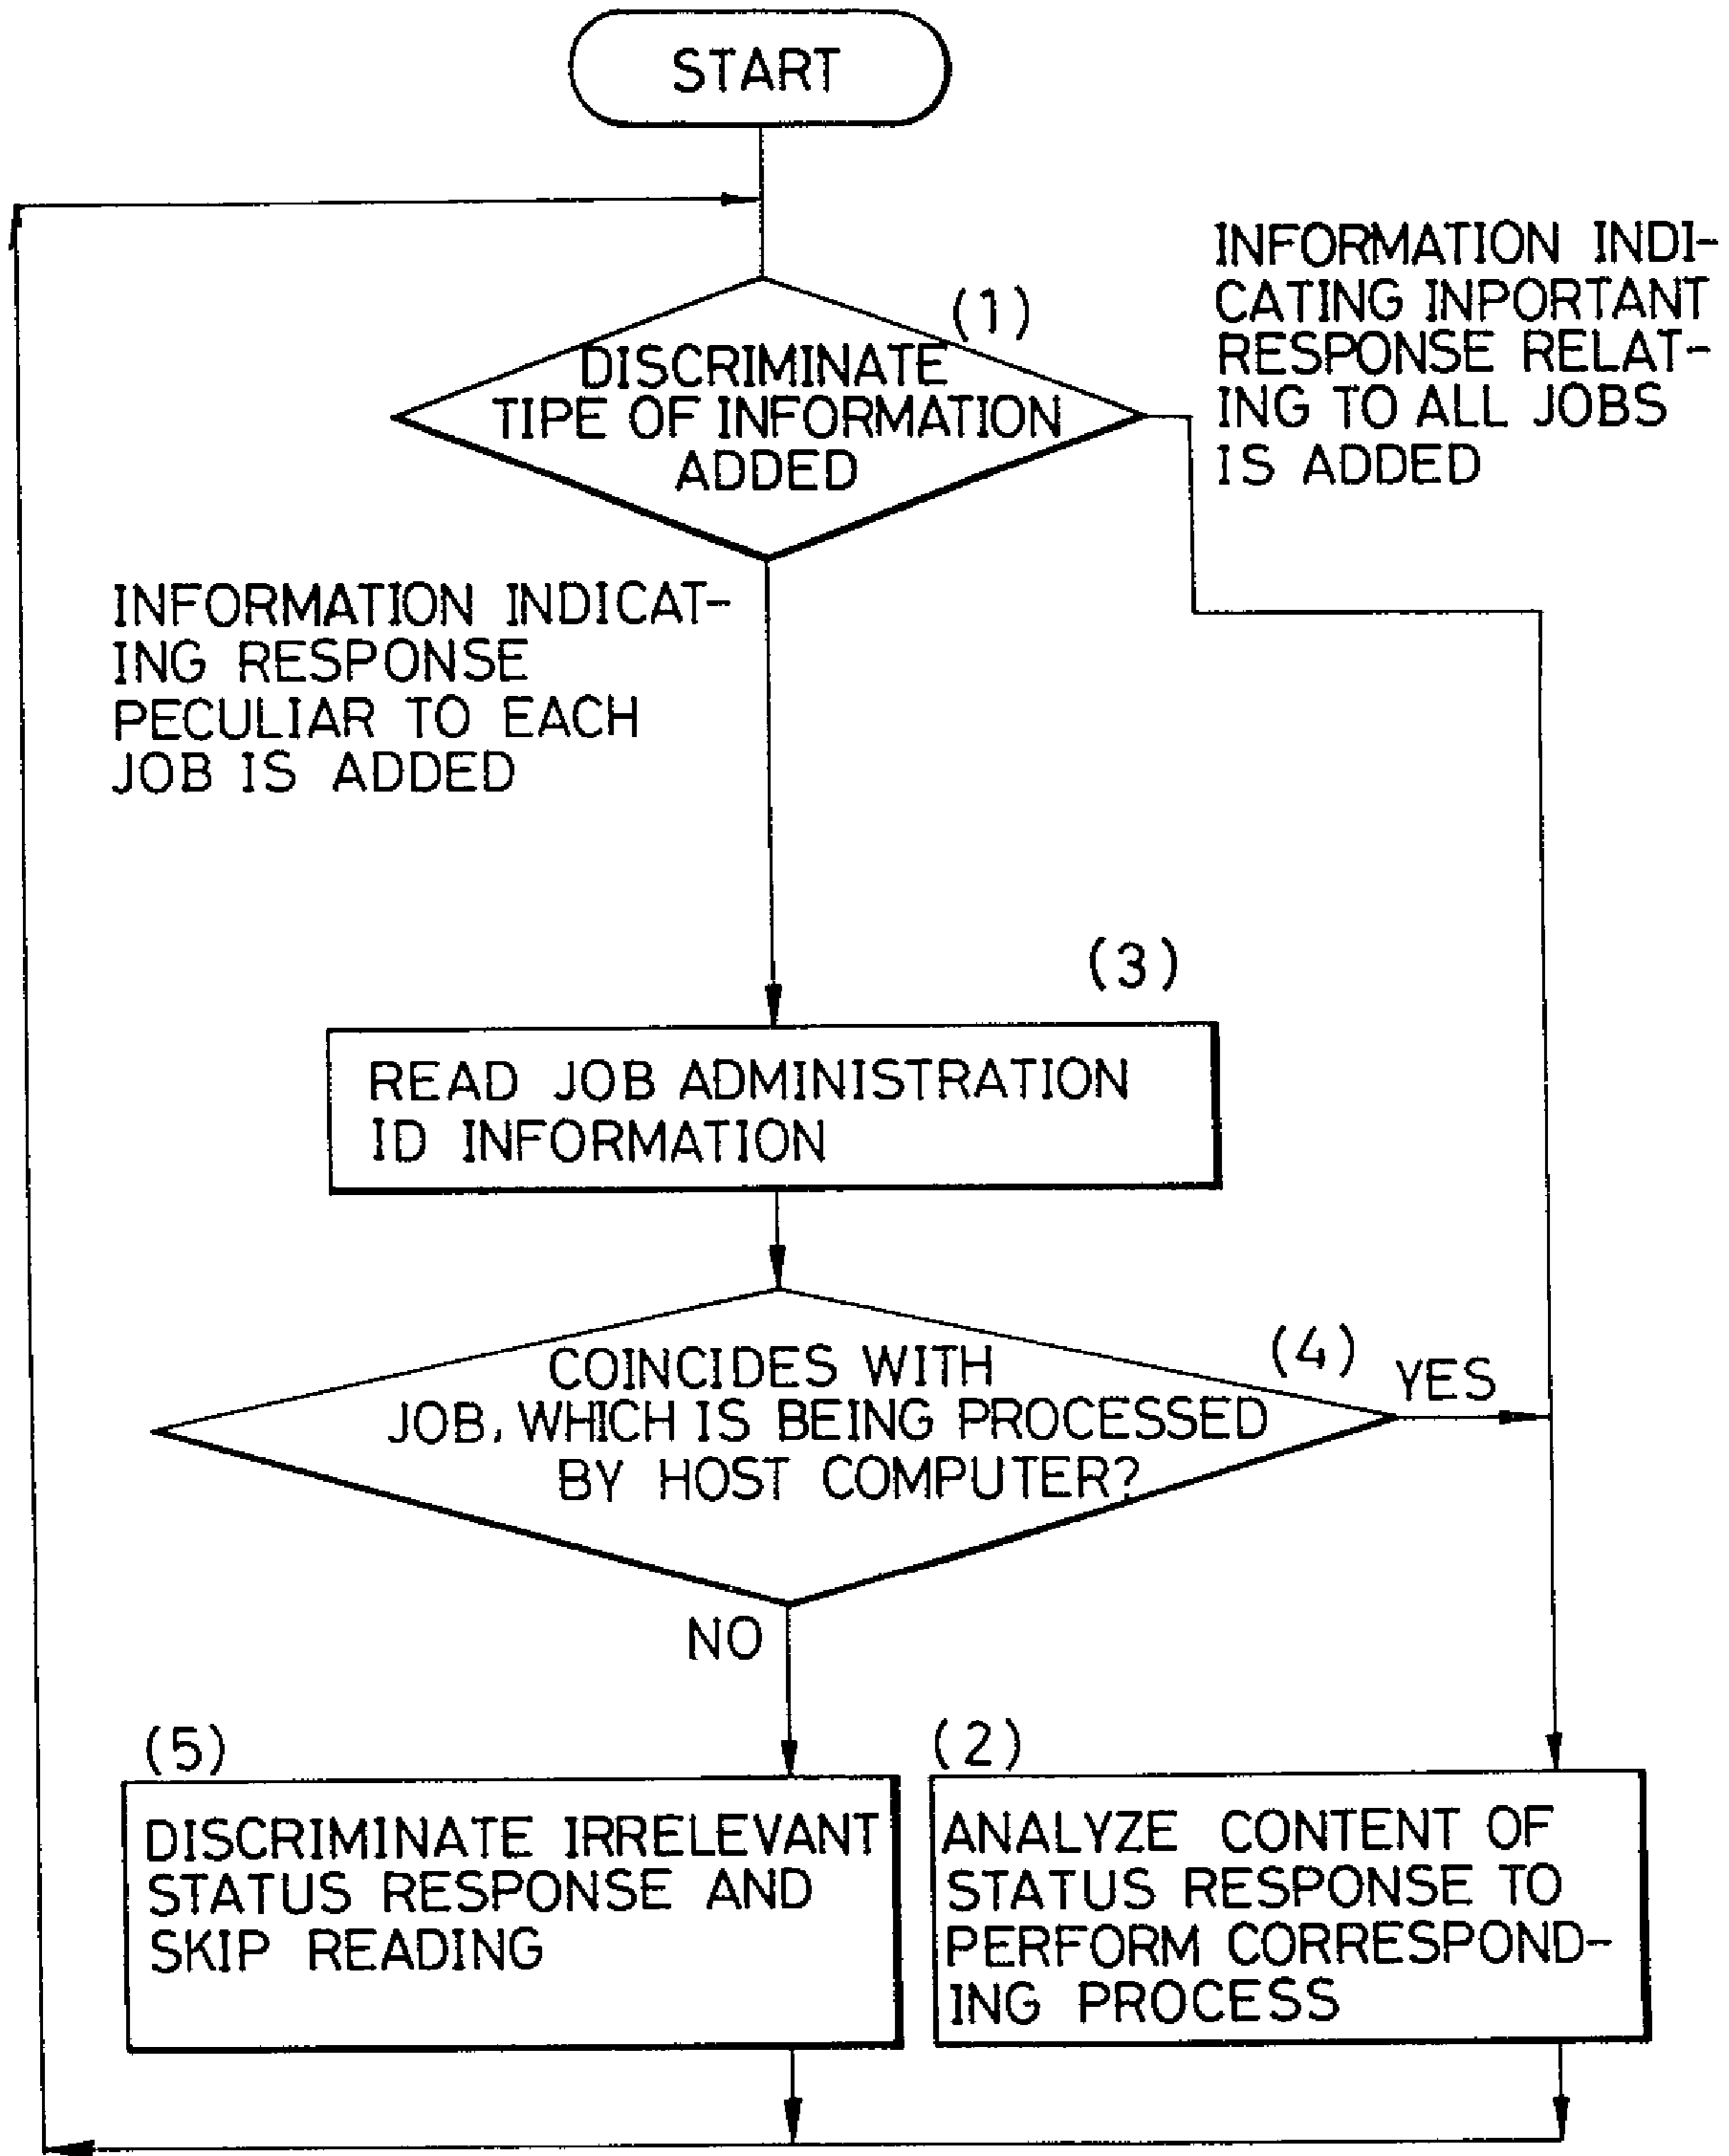 START
(1)
DISCRIMINATE
TIPE OF INFORMATION
ADDED
INFORMATION INDI-
CATING INPORTANT
RESPONSE RELAT-
ING TO ALL JOBS
IS ADDED
INFORMATION INDICAT-
ING RESPONSE
PECULIAR TO EACH
JOB IS ADDED
(3)
READ JOB ADMINISTRATION
ID INFORMATION
(4)
COINCIDES WITH
JOB, WHICH IS BEING PROCESSED
BY HOST COMPUTER?
YES
NO
(5)
DISCRIMINATE IRRELEVANT
STATUS RESPONSE AND
SKIP READING
(2)
ANALYZE CONTENT OF
STATUS RESPONSE TO
PERFORM CORRESPOND-
ING PROCESS